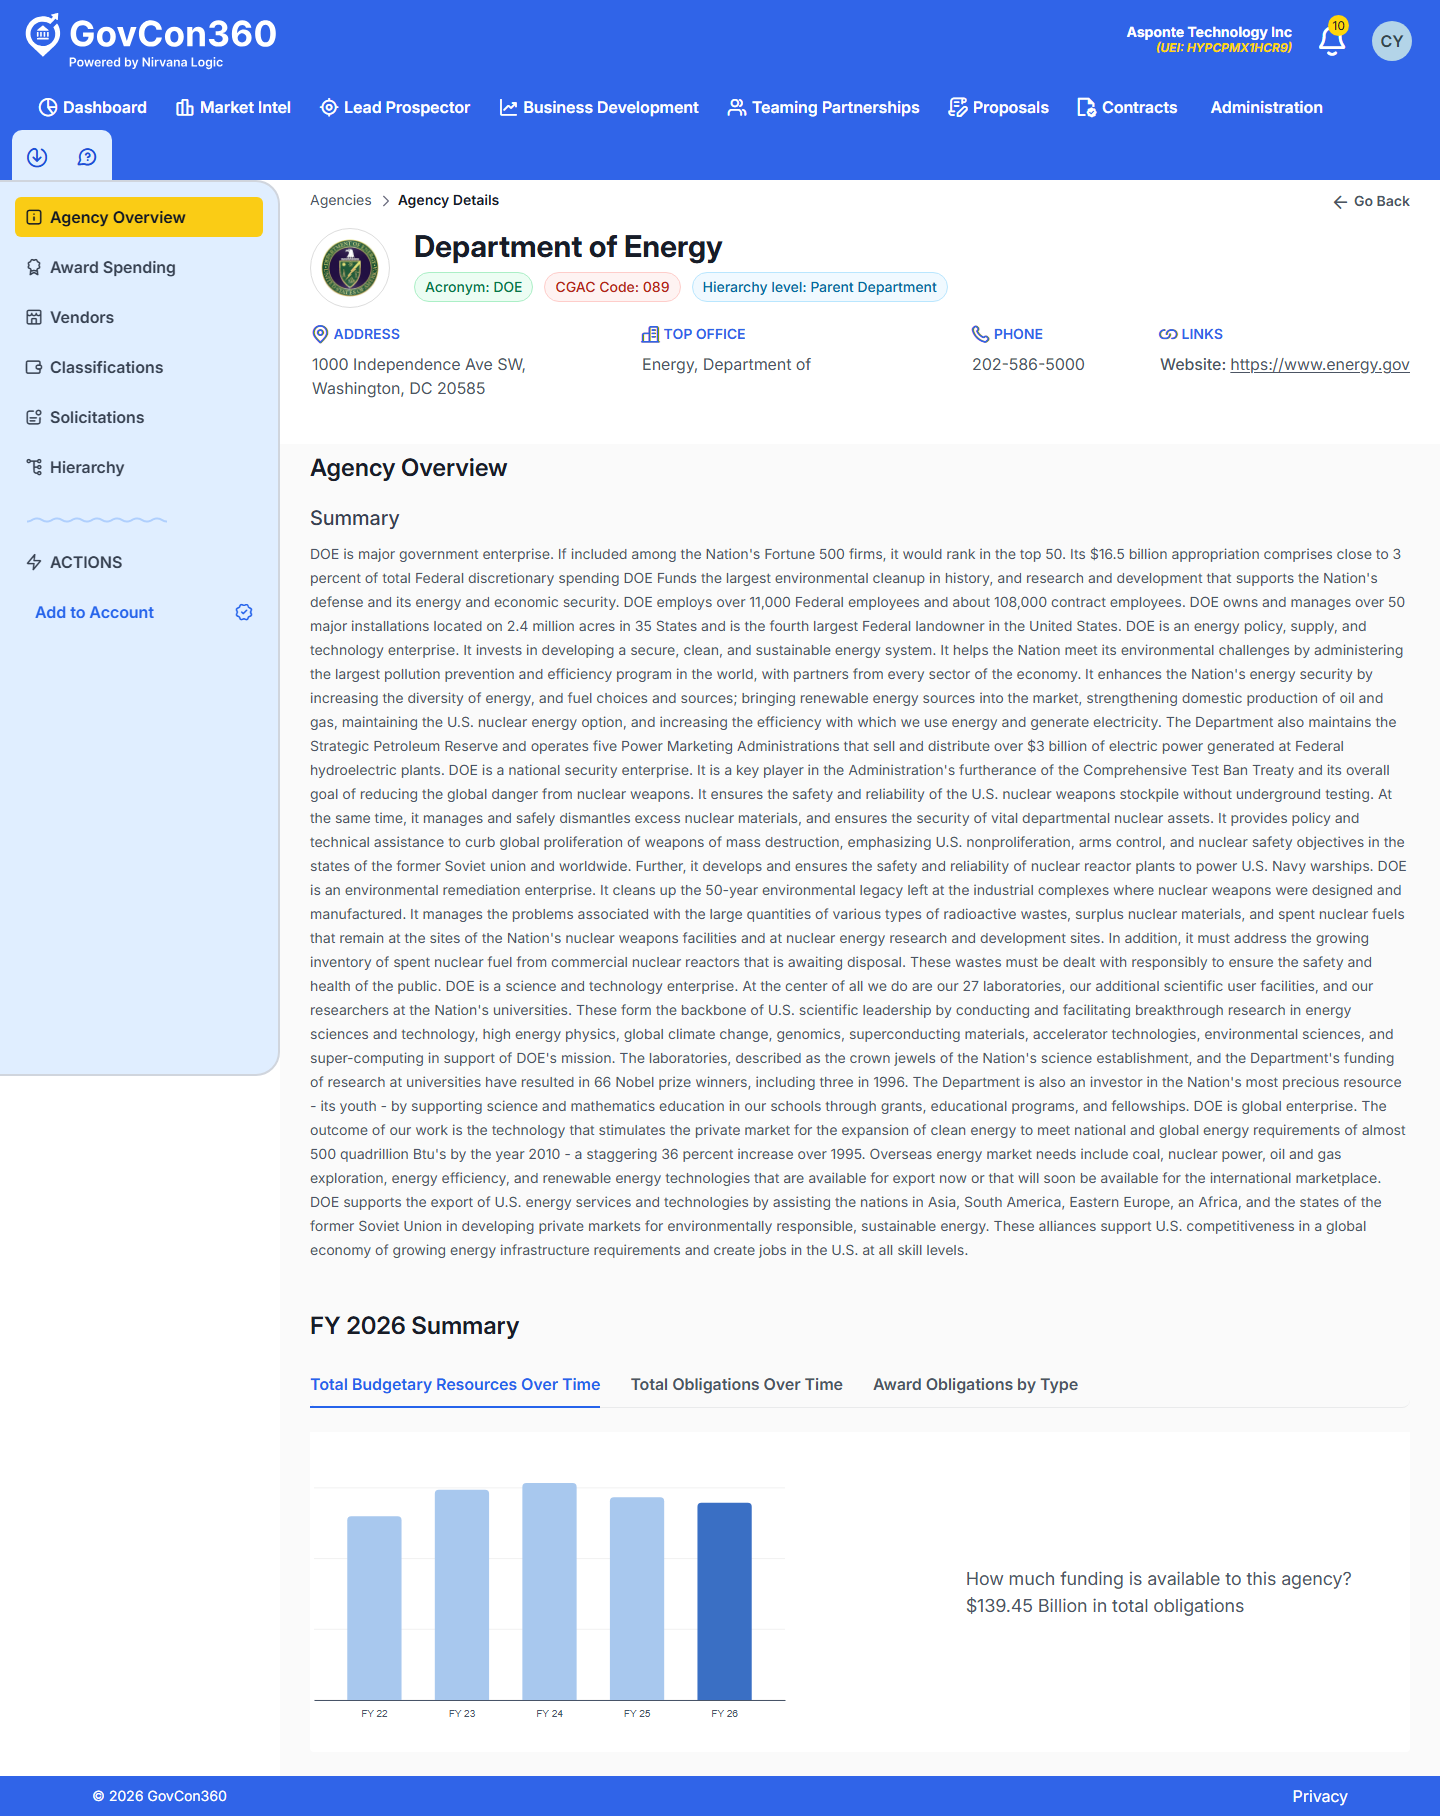 GovCon360
Powered by Nirvana Logic
Asponte Technology Inc
(UEI: HYPCPMX1HCR9)
10
CY
Dashboard
Market Intel
Lead Prospector
Business Development
Teaming Partnerships
Proposals
Contracts
Administration
Agency Overview
Award Spending
Vendors
Classifications
Solicitations
Hierarchy
ACTIONS
Add to Account
Agencies
Agency Details
Go Back
Department of Energy
Acronym: DOE
CGAC Code: 089
Hierarchy level: Parent Department
ADDRESS
1000 Independence Ave SW,
Washington, DC 20585
TOP OFFICE
Energy, Department of
PHONE
202-586-5000
LINKS
Website: https://www.energy.gov
Agency Overview
Summary
DOE is major government enterprise. If included among the Nation's Fortune 500 firms, it would rank in the top 50. Its $16.5 billion appropriation comprises close to 3
percent of total Federal discretionary spending DOE Funds the largest environmental cleanup in history, and research and development that supports the Nation's
defense and its energy and economic security. DOE employs over 11,000 Federal employees and about 108,000 contract employees. DOE owns and manages over 50
major installations located on 2.4 million acres in 35 States and is the fourth largest Federal landowner in the United States. DOE is an energy policy, supply, and
technology enterprise. It invests in developing a secure, clean, and sustainable energy system. It helps the Nation meet its environmental challenges by administering
the largest pollution prevention and efficiency program in the world, with partners from every sector of the economy. It enhances the Nation's energy security by
increasing the diversity of energy, and fuel choices and sources; bringing renewable energy sources into the market, strengthening domestic production of oil and
gas, maintaining the U.S. nuclear energy option, and increasing the efficiency with which we use energy and generate electricity. The Department also maintains the
Strategic Petroleum Reserve and operates five Power Marketing Administrations that sell and distribute over $3 billion of electric power generated at Federal
hydroelectric plants. DOE is a national security enterprise. It is a key player in the Administration's furtherance of the Comprehensive Test Ban Treaty and its overall
goal of reducing the global danger from nuclear weapons. It ensures the safety and reliability of the U.S. nuclear weapons stockpile without underground testing. At
the same time, it manages and safely dismantles excess nuclear materials, and ensures the security of vital departmental nuclear assets. It provides policy and
technical assistance to curb global proliferation of weapons of mass destruction, emphasizing U.S. nonproliferation, arms control, and nuclear safety objectives in the
states of the former Soviet union and worldwide. Further, it develops and ensures the safety and reliability of nuclear reactor plants to power U.S. Navy warships. DOE
is an environmental remediation enterprise. It cleans up the 50-year environmental legacy left at the industrial complexes where nuclear weapons were designed and
manufactured. It manages the problems associated with the large quantities of various types of radioactive wastes, surplus nuclear materials, and spent nuclear fuels
that remain at the sites of the Nation's nuclear weapons facilities and at nuclear energy research and development sites. In addition, it must address the growing
inventory of spent nuclear fuel from commercial nuclear reactors that is awaiting disposal. These wastes must be dealt with responsibly to ensure the safety and
health of the public. DOE is a science and technology enterprise. At the center of all we do are our 27 laboratories, our additional scientific user facilities, and our
researchers at the Nation's universities. These form the backbone of U.S. scientific leadership by conducting and facilitating breakthrough research in energy
sciences and technology, high energy physics, global climate change, genomics, superconducting materials, accelerator technologies, environmental sciences, and
super-computing in support of DOE's mission. The laboratories, described as the crown jewels of the Nation's science establishment, and the Department's funding
of research at universities have resulted in 66 Nobel prize winners, including three in 1996. The Department is also an investor in the Nation's most precious resource
- its youth - by supporting science and mathematics education in our schools through grants, educational programs, and fellowships. DOE is global enterprise. The
outcome of our work is the technology that stimulates the private market for the expansion of clean energy to meet national and global energy requirements of almost
500 quadrillion Btu's by the year 2010 - a staggering 36 percent increase over 1995. Overseas energy market needs include coal, nuclear power, oil and gas
exploration, energy efficiency, and renewable energy technologies that are available for export now or that will soon be available for the international marketplace.
DOE supports the export of U.S. energy services and technologies by assisting the nations in Asia, South America, Eastern Europe, an Africa, and the states of the
former Soviet Union in developing private markets for environmentally responsible, sustainable energy. These alliances support U.S. competitiveness in a global
economy of growing energy infrastructure requirements and create jobs in the U.S. at all skill levels.
FY 2026 Summary
Total Budgetary Resources Over Time
Total Obligations Over Time
Award Obligations by Type
FY 22
FY 23
FY 24
FY 25
FY 26
How much funding is available to this agency?
$139.45 Billion in total obligations
© 2026 GovCon360
Privacy